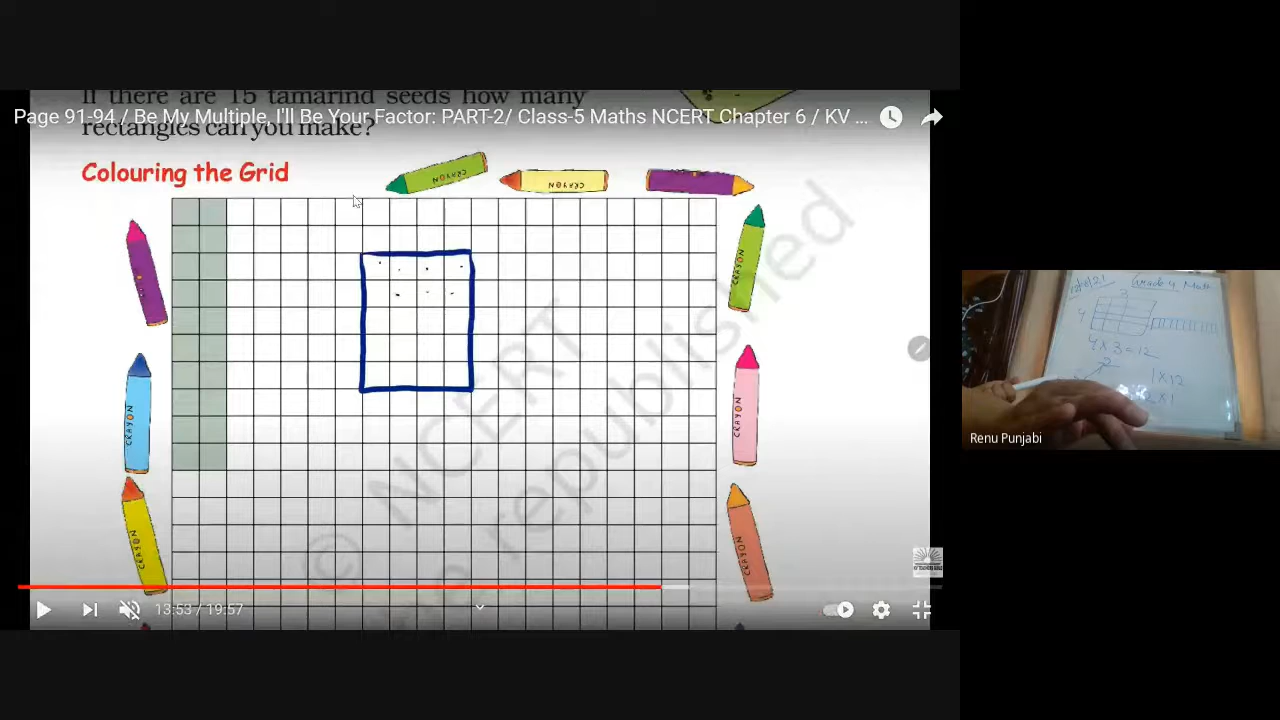 If there are 15 tamarind seeds how many
Page 91-94 / Be My Multiple, I'll Be Your Factor: PART-2/ Class-5 Maths NCERT Chapter 6 / KV ...
rectangles can you make?
Colouring the Grid
CRAYON
CRAYON
CRAYON
CRAYON
CRAYON
CRAYON
CRAYON
CRAYON
CRAYON
© NCERT
republished
13:53 / 19:57
Grade 4 Math
3
4
4 X 3 = 12
1 X 12
Renu Punjabi